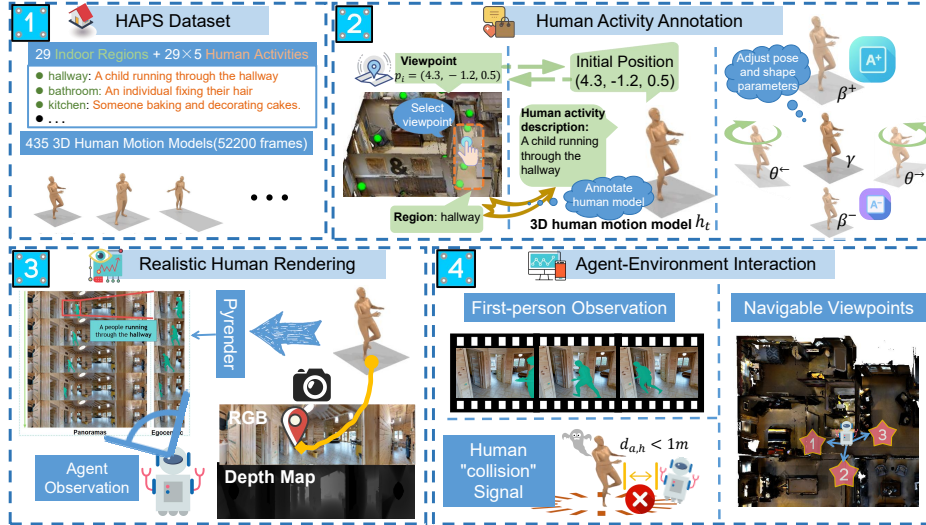 1
HAPS Dataset
29 Indoor Regions + 29×5 Human Activities
hallway: A child running through the hallway
bathroom: An individual fixing their hair
kitchen: Someone baking and decorating cakes.
...
435 3D Human Motion Models(52200 frames)
...
2
Human Activity Annotation
Viewpoint
p_i = (4.3, − 1.2, 0.5)
Initial Position
(4.3, -1.2, 0.5)
Select
viewpoint
&
Human activity
description:
A child running
through the
hallway
Region: hallway
Annotate
human model
3D human motion model h_t
Adjust pose
and shape
parameters
A+
β⁺
θ←
γ
θ→
A−
β⁻
3
Realistic Human Rendering
A people running
through the hallway
Panoramas
Egocentric
Pyrender
RGB
Depth Map
Agent
Observation
4
Agent-Environment Interaction
First-person Observation
Human
"collision"
Signal
d_{a,h} < 1m
Navigable Viewpoints
1
3
2